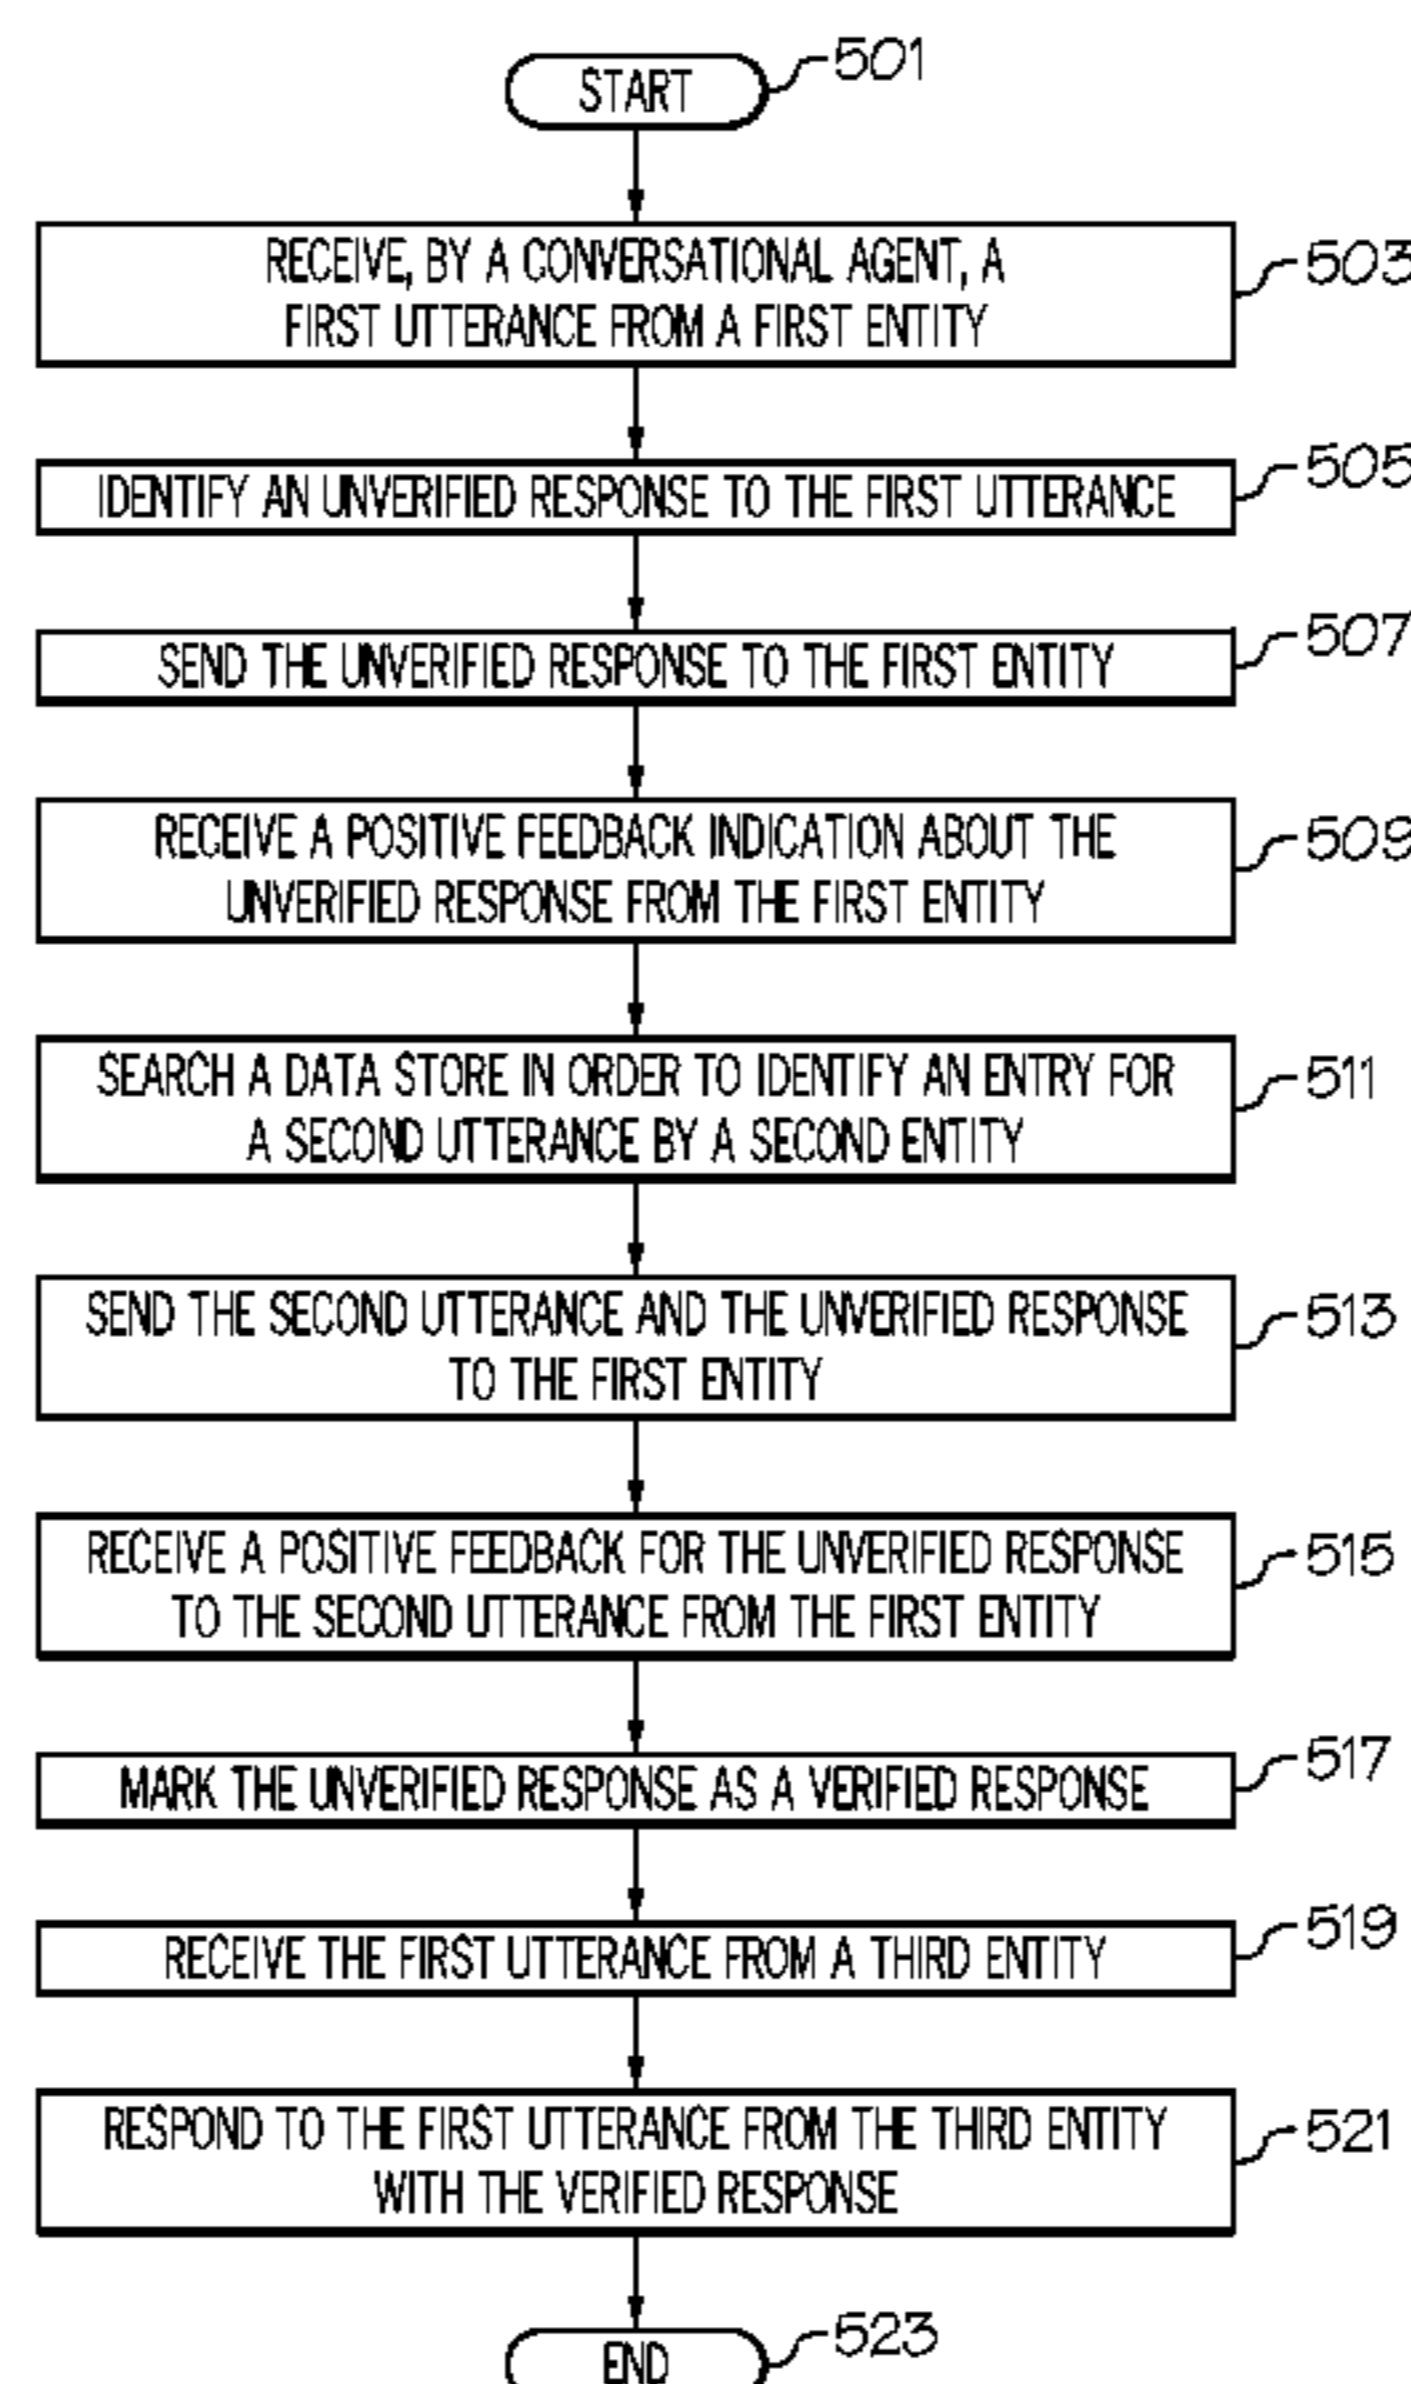 START
501
RECEIVE, BY A CONVERSATIONAL AGENT, A
FIRST UTTERANCE FROM A FIRST ENTITY
503
IDENTIFY AN UNVERIFIED RESPONSE TO THE FIRST UTTERANCE
505
SEND THE UNVERIFIED RESPONSE TO THE FIRST ENTITY
507
RECEIVE A POSITIVE FEEDBACK INDICATION ABOUT THE
UNVERIFIED RESPONSE FROM THE FIRST ENTITY
509
SEARCH A DATA STORE IN ORDER TO IDENTIFY AN ENTRY FOR
A SECOND UTTERANCE BY A SECOND ENTITY
511
SEND THE SECOND UTTERANCE AND THE UNVERIFIED RESPONSE
TO THE FIRST ENTITY
513
RECEIVE A POSITIVE FEEDBACK FOR THE UNVERIFIED RESPONSE
TO THE SECOND UTTERANCE FROM THE FIRST ENTITY
515
MARK THE UNVERIFIED RESPONSE AS A VERIFIED RESPONSE
517
RECEIVE THE FIRST UTTERANCE FROM A THIRD ENTITY
519
RESPOND TO THE FIRST UTTERANCE FROM THE THIRD ENTITY
WITH THE VERIFIED RESPONSE
521
END
523